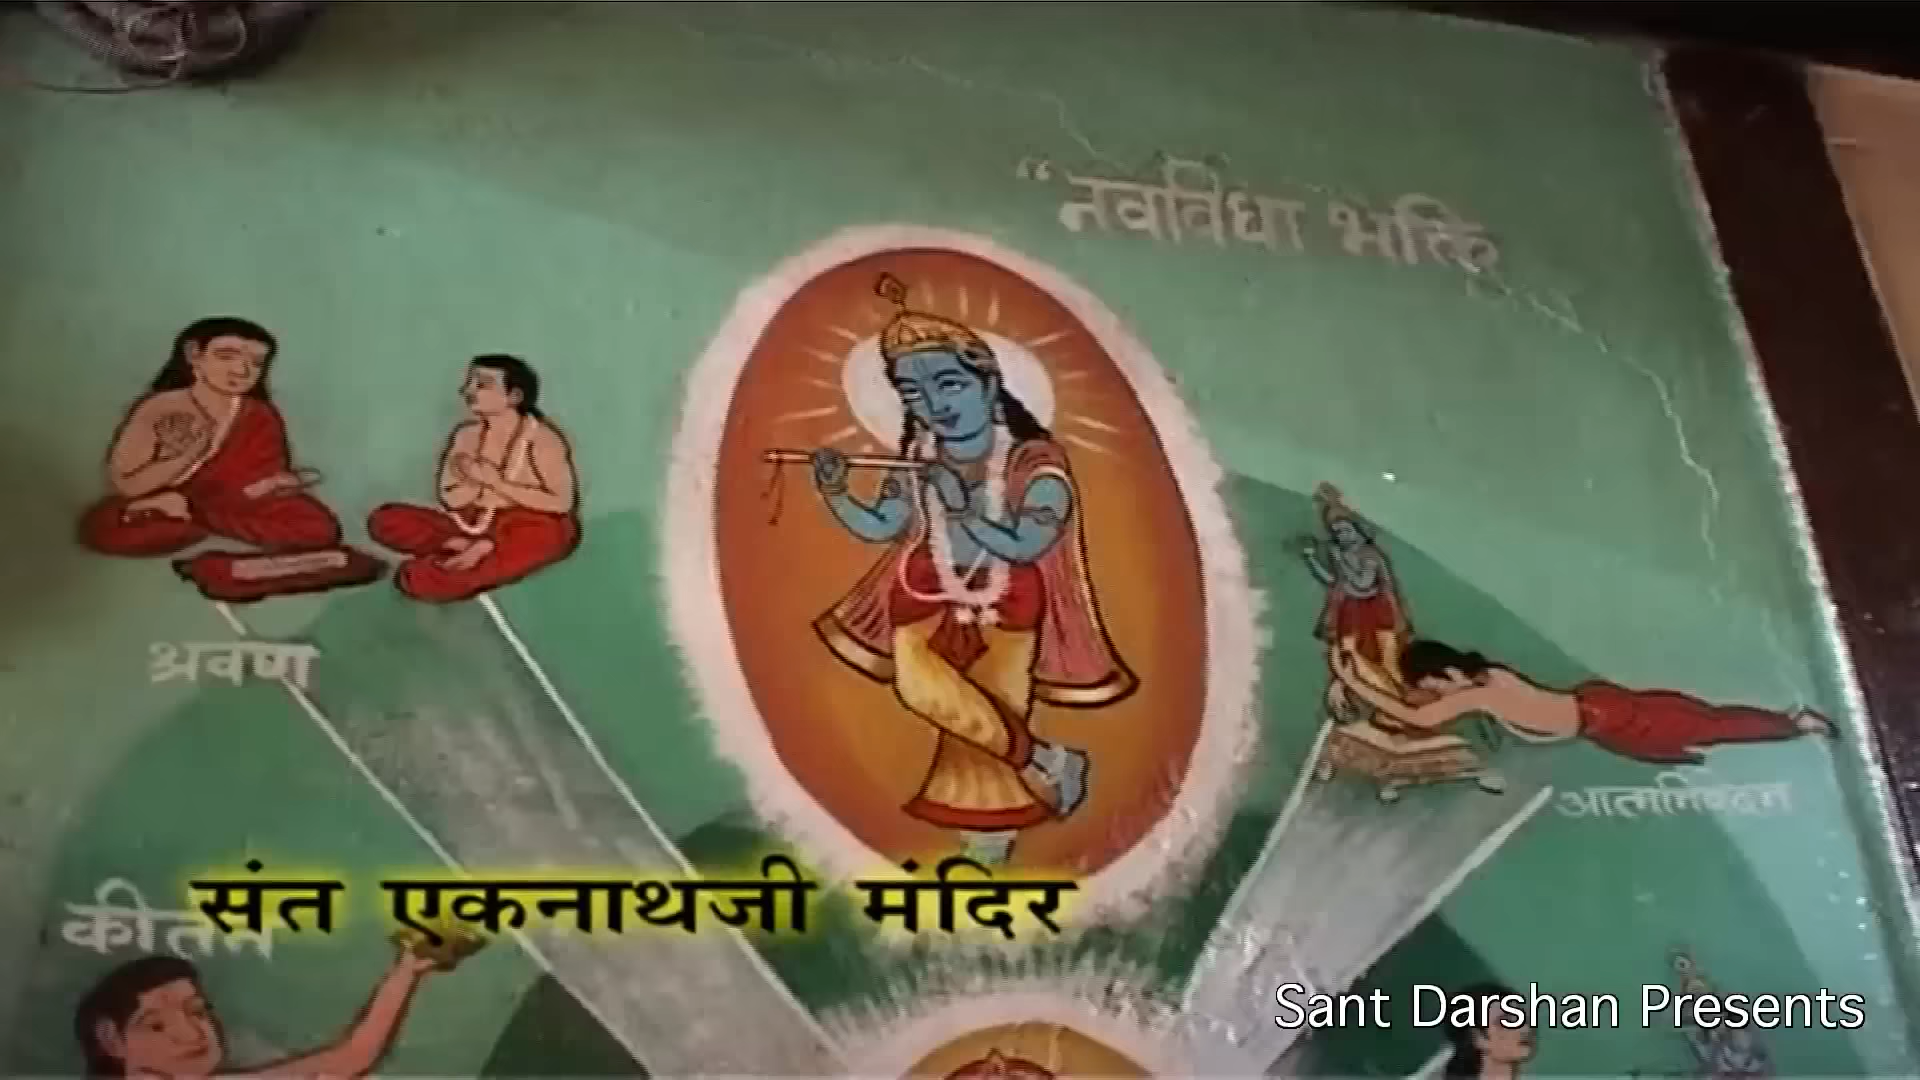 “नवविधा भक्ति
श्रवण
आत्मनिवेदन
कीर्तन
संत एकनाथजी मंदिर
Sant Darshan Presents